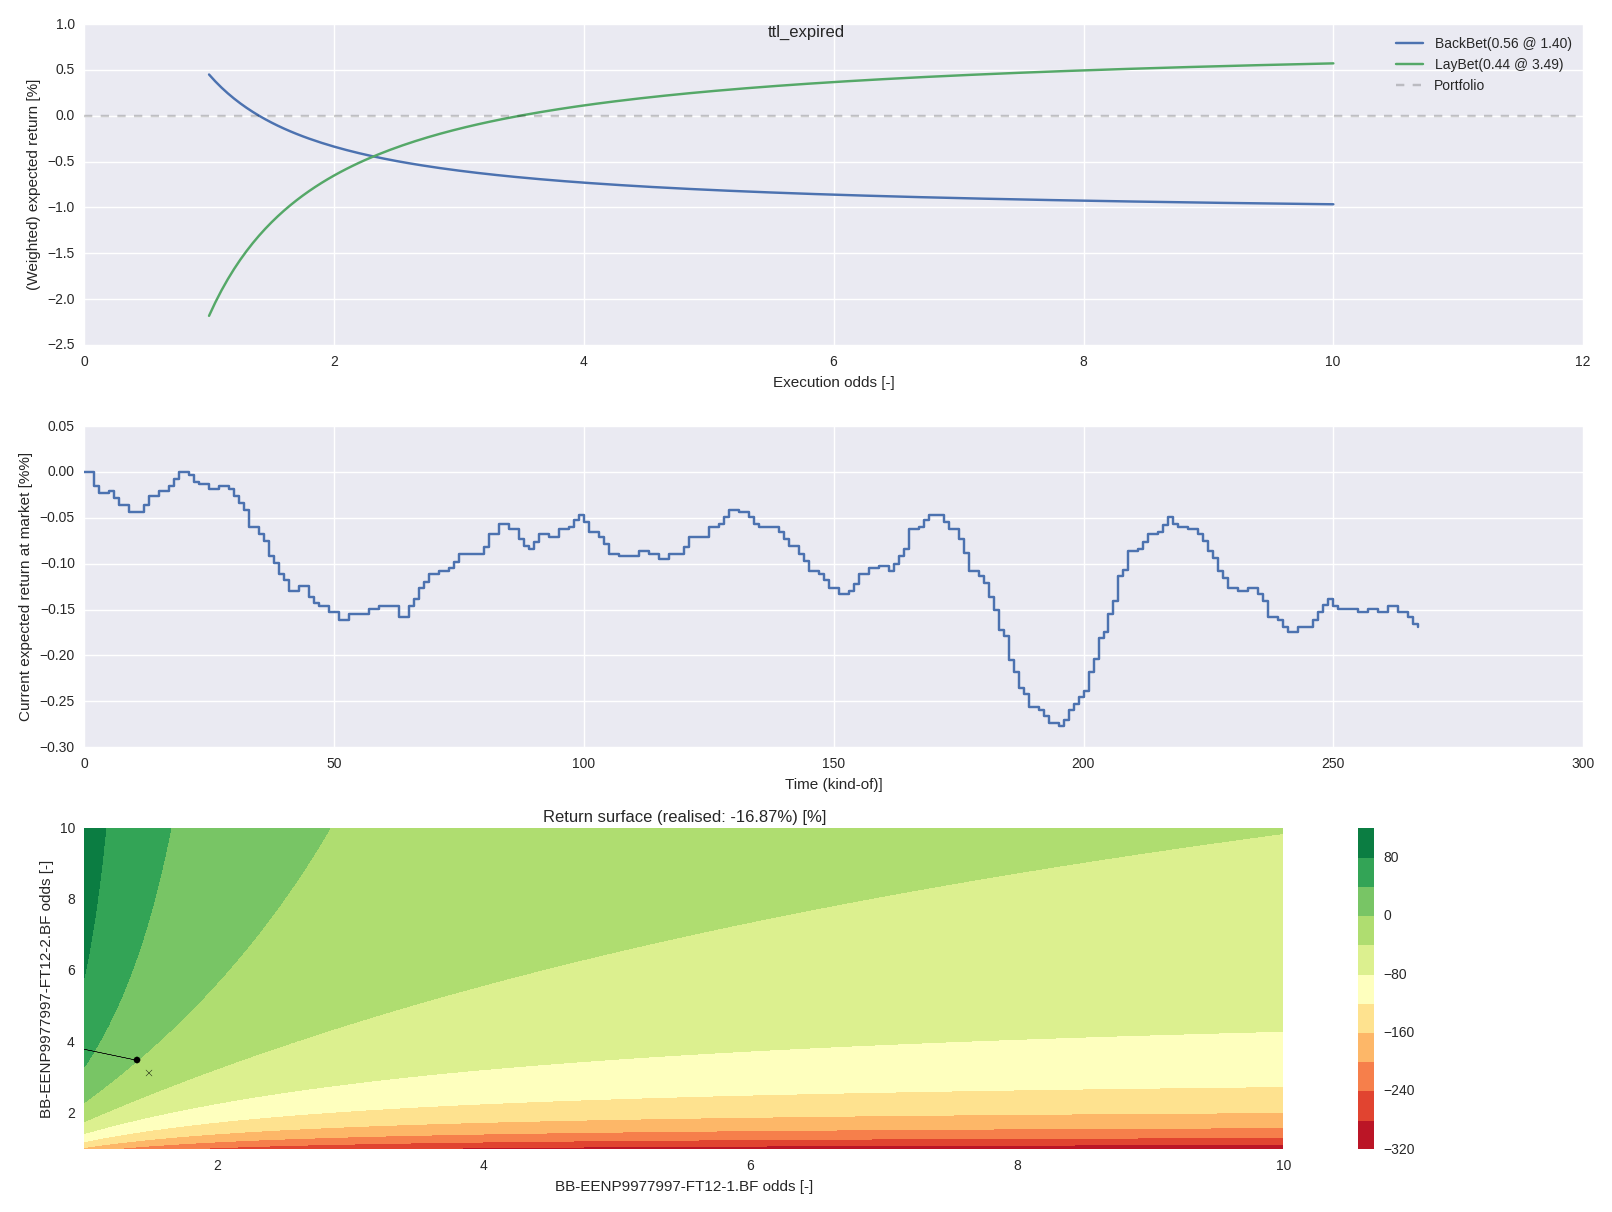 ttl_expired
BackBet(0.56 @ 1.40)
LayBet(0.44 @ 3.49)
Portfolio
(Weighted) expected return [%]
1.0
0.5
0.0
−0.5
−1.0
−1.5
−2.0
−2.5
0 2 4 6 8 10 12
Execution odds [-]
Current expected return at market [%%]
0.05
0.00
−0.05
−0.10
−0.15
−0.20
−0.25
−0.30
0 50 100 150 200 250 300
Time (kind-of)]
Return surface (realised: -16.87%) [%]
BB-EENP9977997-FT12-2.BF odds [-]
10
8
6
4
2
2 4 6 8 10
BB-EENP9977997-FT12-1.BF odds [-]
80
0
−80
−160
−240
−320